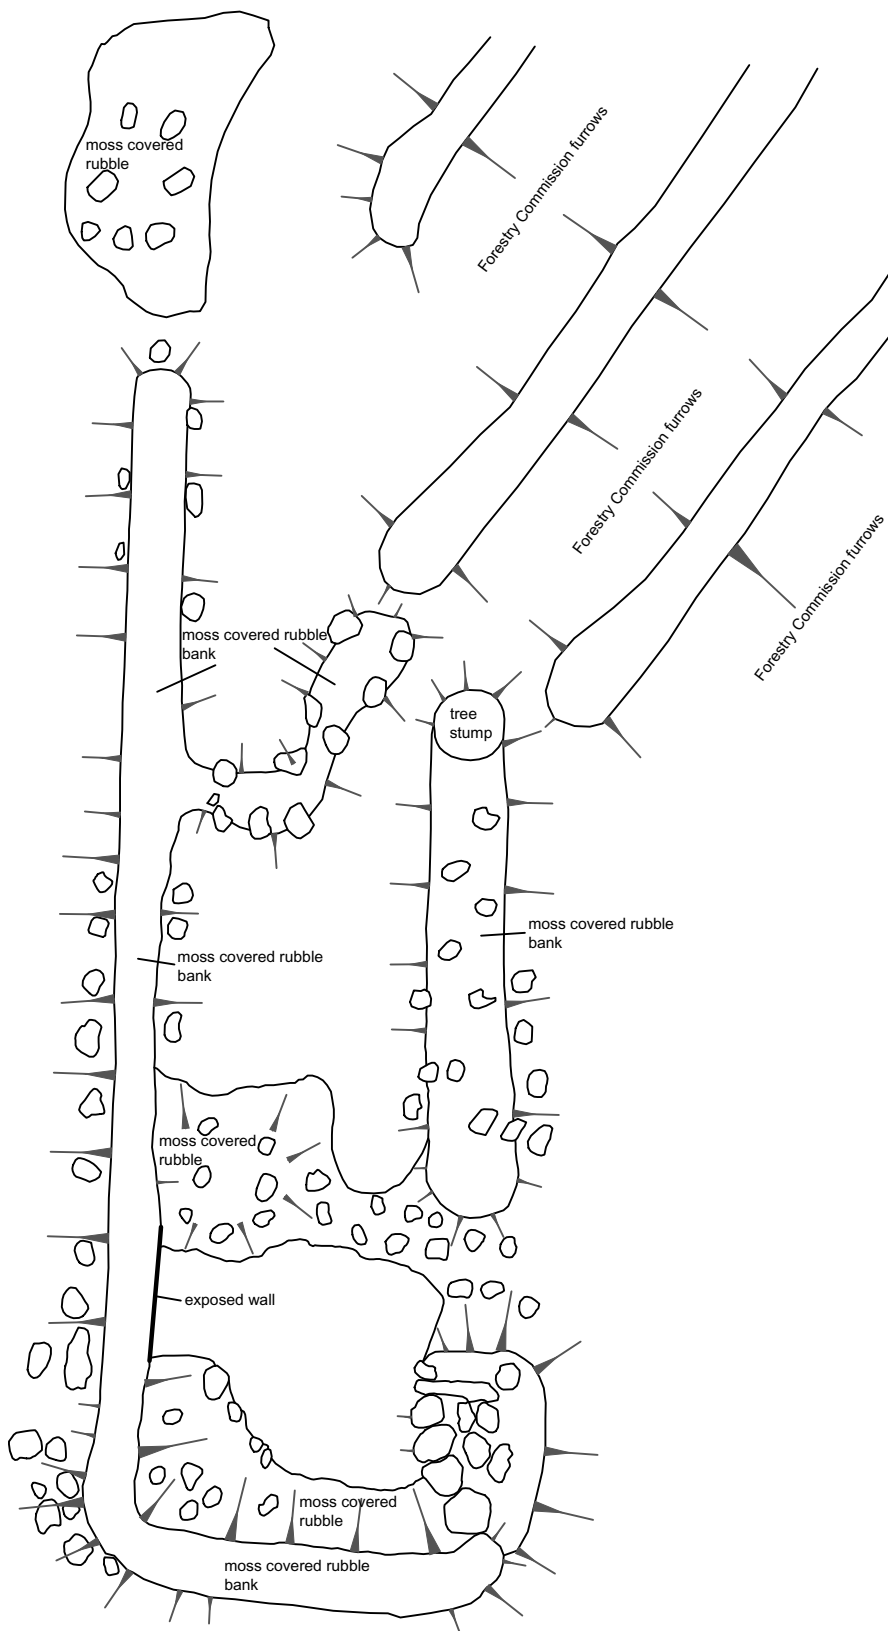 moss covered
rubble
Forestry Commission furrows
Forestry Commission furrows
Forestry Commission furrows
moss covered rubble
bank
tree
stump
moss covered rubble
bank
moss covered rubble
bank
moss covered
rubble
exposed wall
moss covered
rubble
moss covered rubble
bank